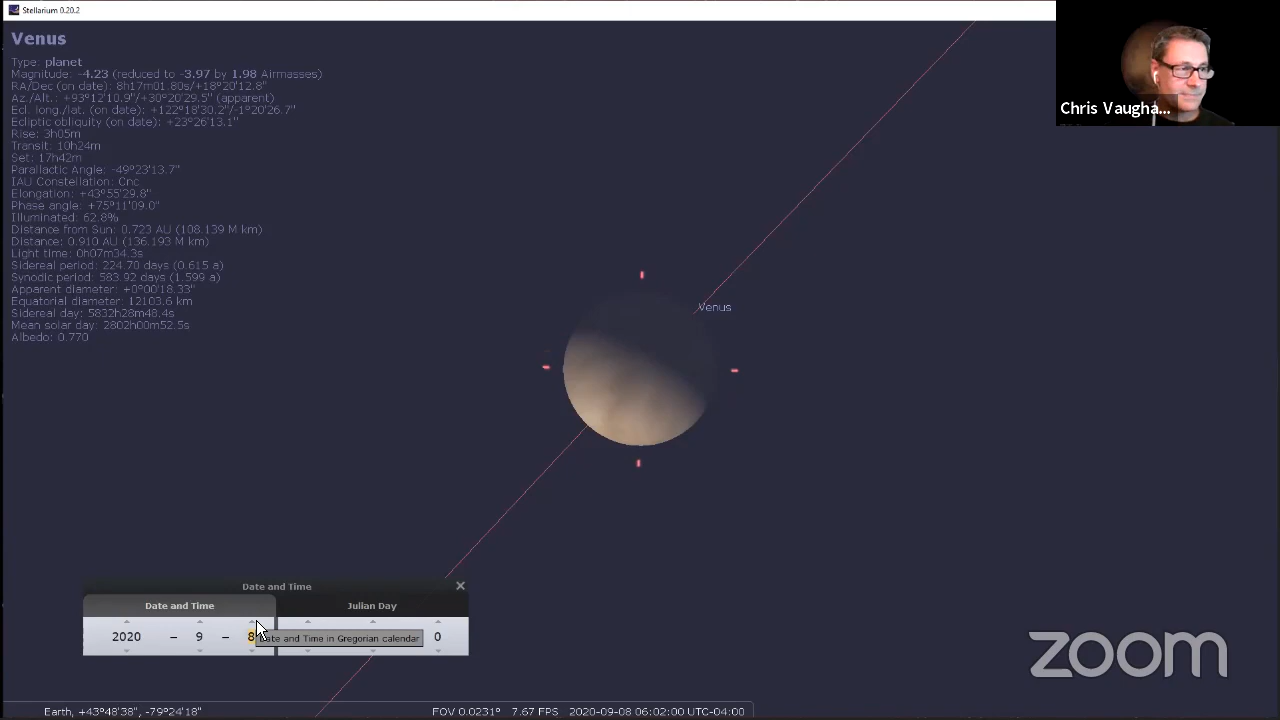 Stellarium 0.20.2
Venus
Type: planet
Magnitude: -4.23 (reduced to -3.97 by 1.98 Airmasses)
RA/Dec (on date): 8h17m01.80s/+18°20'12.8"
Az./Alt.: +93°12'10.9"/+30°20'29.5" (apparent)
Ecl. long./lat. (on date): +122°18'30.2"/-1°20'26.7"
Ecliptic obliquity (on date): +23°26'13.1"
Rise: 3h05m
Transit: 10h24m
Set: 17h42m
Parallactic Angle: -49°23'13.7"
IAU Constellation: Cnc
Elongation: +43°55'29.8"
Phase angle: +75°11'09.0"
Illuminated: 62.8%
Distance from Sun: 0.723 AU (108.139 M km)
Distance: 0.910 AU (136.193 M km)
Light time: 0h07m34.3s
Sidereal period: 224.70 days (0.615 a)
Synodic period: 583.92 days (1.599 a)
Apparent diameter: +0°00'18.33"
Equatorial diameter: 12103.6 km
Sidereal day: 5832h28m48.4s
Mean solar day: 2802h00m52.5s
Albedo: 0.770
Chris Vaugha...
Venus
Date and Time
Date and Time Julian Day
2020 – 9 – 8 0
Date and Time in Gregorian calendar
zoom
Earth, +43°48'38", -79°24'18" FOV 0.0231° 7.67 FPS 2020-09-08 06:02:00 UTC-04:00